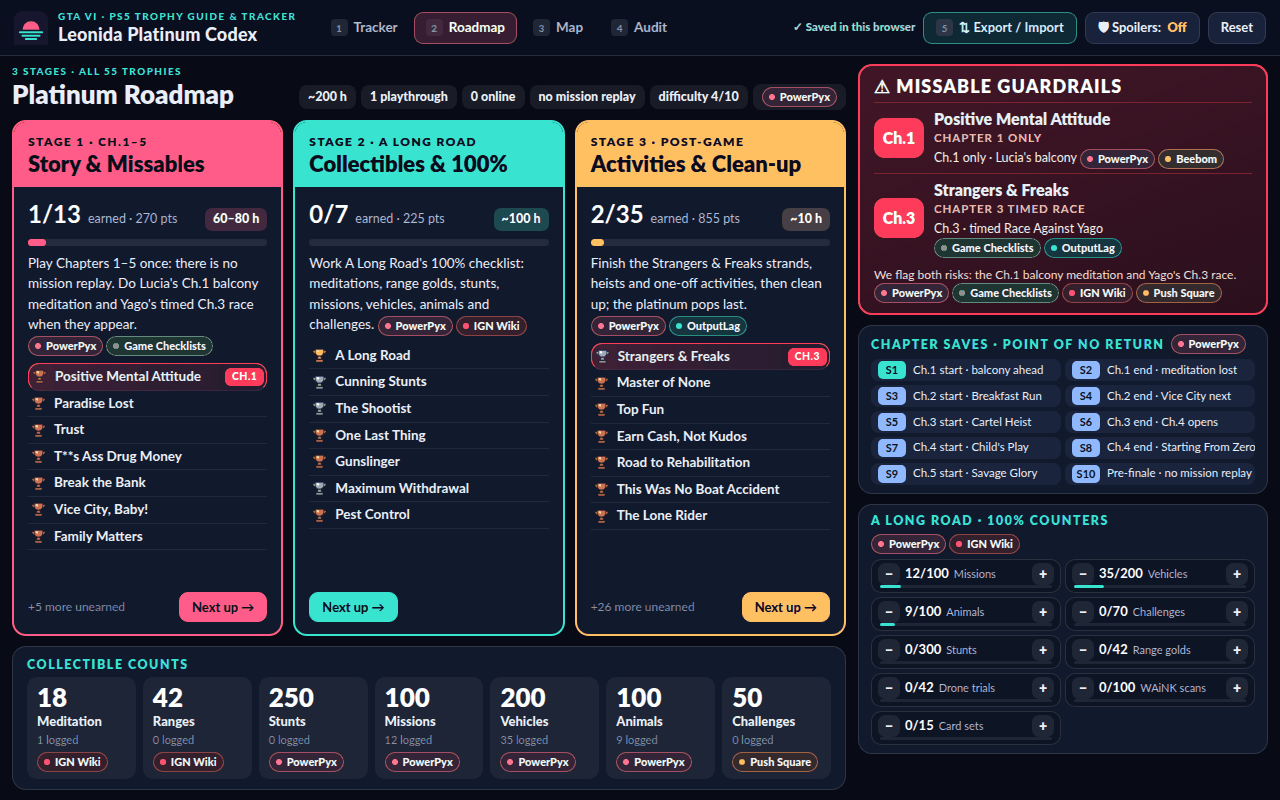 GTA VI · PS5 TROPHY GUIDE & TRACKER
Leonida Platinum Codex
1 Tracker
2 Roadmap
3 Map
4 Audit
✓ Saved in this browser
5 ⇅ Export / Import
Spoilers: Off
Reset
3 STAGES · ALL 55 TROPHIES
Platinum Roadmap
~200 h
1 playthrough
0 online
no mission replay
difficulty 4/10
PowerPyx
STAGE 1 · CH.1–5
Story & Missables
1/13 earned · 270 pts
60–80 h
Play Chapters 1–5 once: there is no
mission replay. Do Lucia's Ch.1 balcony
meditation and Yago's timed Ch.3 race
when they appear.
PowerPyx Game Checklists
Positive Mental Attitude CH.1
Paradise Lost
Trust
T**s Ass Drug Money
Break the Bank
Vice City, Baby!
Family Matters
+5 more unearned
Next up →
STAGE 2 · A LONG ROAD
Collectibles & 100%
0/7 earned · 225 pts
~100 h
Work A Long Road's 100% checklist:
meditations, range golds, stunts,
missions, vehicles, animals and
challenges. PowerPyx IGN Wiki
A Long Road
Cunning Stunts
The Shootist
One Last Thing
Gunslinger
Maximum Withdrawal
Pest Control
Next up →
STAGE 3 · POST-GAME
Activities & Clean-up
2/35 earned · 855 pts
~10 h
Finish the Strangers & Freaks strands,
heists and one-off activities, then clean
up; the platinum pops last.
PowerPyx OutputLag
Strangers & Freaks CH.3
Master of None
Top Fun
Earn Cash, Not Kudos
Road to Rehabilitation
This Was No Boat Accident
The Lone Rider
+26 more unearned
Next up →
COLLECTIBLE COUNTS
18
Meditation
1 logged
IGN Wiki
42
Ranges
0 logged
IGN Wiki
250
Stunts
0 logged
PowerPyx
100
Missions
12 logged
PowerPyx
200
Vehicles
35 logged
PowerPyx
100
Animals
9 logged
PowerPyx
50
Challenges
0 logged
Push Square
⚠ MISSABLE GUARDRAILS
Ch.1
Positive Mental Attitude
CHAPTER 1 ONLY
Ch.1 only · Lucia's balcony PowerPyx Beebom
Ch.3
Strangers & Freaks
CHAPTER 3 TIMED RACE
Ch.3 · timed Race Against Yago
Game Checklists OutputLag
We flag both risks: the Ch.1 balcony meditation and Yago's Ch.3 race.
PowerPyx Game Checklists IGN Wiki Push Square
CHAPTER SAVES · POINT OF NO RETURN PowerPyx
S1 Ch.1 start · balcony ahead
S2 Ch.1 end · meditation lost
S3 Ch.2 start · Breakfast Run
S4 Ch.2 end · Vice City next
S5 Ch.3 start · Cartel Heist
S6 Ch.3 end · Ch.4 opens
S7 Ch.4 start · Child's Play
S8 Ch.4 end · Starting From Zero
S9 Ch.5 start · Savage Glory
S10 Pre-finale · no mission replay
A LONG ROAD · 100% COUNTERS
PowerPyx IGN Wiki
− 12/100 Missions +
− 35/200 Vehicles +
− 9/100 Animals +
− 0/70 Challenges +
− 0/300 Stunts +
− 0/42 Range golds +
− 0/42 Drone trials +
− 0/100 WAiNK scans +
− 0/15 Card sets +